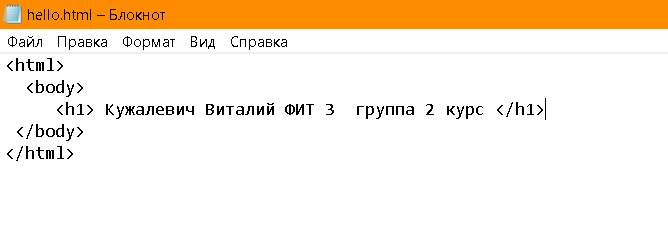 hello.html – Блокнот
Файл Правка Формат Вид Справка
<html>
<body>
<h1> Кужалевич Виталий ФИТ 3  группа 2 курс </h1>
</body>
</html>